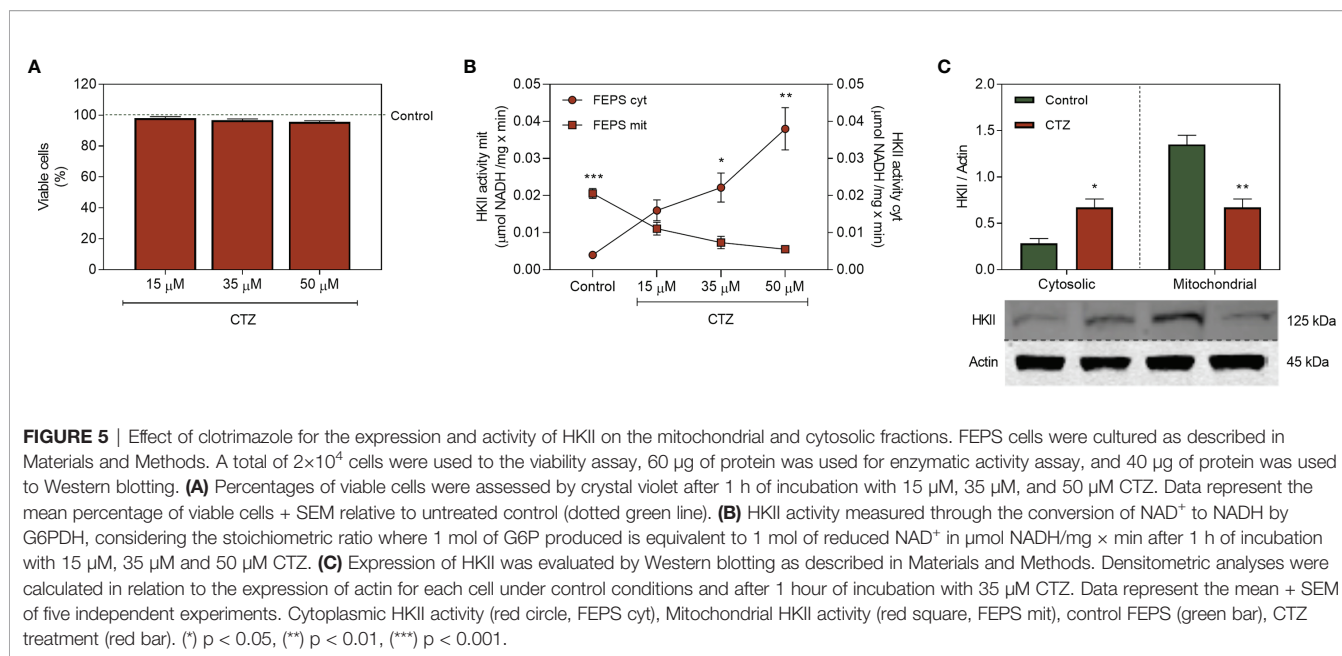 A
Viable cells
(%)
120
100
80
60
40
20
0
Control
15 µM
35 µM
50 µM
CTZ
B
HKII activity mit
(µmol NADH /mg x min)
0.05
0.04
0.03
0.02
0.01
0.00
FEPS cyt
FEPS mit
***
*
**
0.05
0.04
0.03
0.02
0.01
0.00
HKII activity cyt
(µmol NADH /mg x min)
Control
15 µM
35 µM
50 µM
CTZ
C
HKII / Actin
2.0
1.5
1.0
0.5
0.0
Control
CTZ
*
**
Cytosolic
Mitochondrial
HKII
125 kDa
Actin
45 kDa
FIGURE 5 | Effect of clotrimazole for the expression and activity of HKII on the mitochondrial and cytosolic fractions. FEPS cells were cultured as described in
Materials and Methods. A total of 2×10⁴ cells were used to the viability assay, 60 µg of protein was used for enzymatic activity assay, and 40 µg of protein was used
to Western blotting. (A) Percentages of viable cells were assessed by crystal violet after 1 h of incubation with 15 µM, 35 µM, and 50 µM CTZ. Data represent the
mean percentage of viable cells + SEM relative to untreated control (dotted green line). (B) HKII activity measured through the conversion of NAD⁺ to NADH by
G6PDH, considering the stoichiometric ratio where 1 mol of G6P produced is equivalent to 1 mol of reduced NAD⁺ in µmol NADH/mg × min after 1 h of incubation
with 15 µM, 35 µM and 50 µM CTZ. (C) Expression of HKII was evaluated by Western blotting as described in Materials and Methods. Densitometric analyses were
calculated in relation to the expression of actin for each cell under control conditions and after 1 hour of incubation with 35 µM CTZ. Data represent the mean + SEM
of five independent experiments. Cytoplasmic HKII activity (red circle, FEPS cyt), Mitochondrial HKII activity (red square, FEPS mit), control FEPS (green bar), CTZ
treatment (red bar). (*) p < 0.05, (**) p < 0.01, (***) p < 0.001.